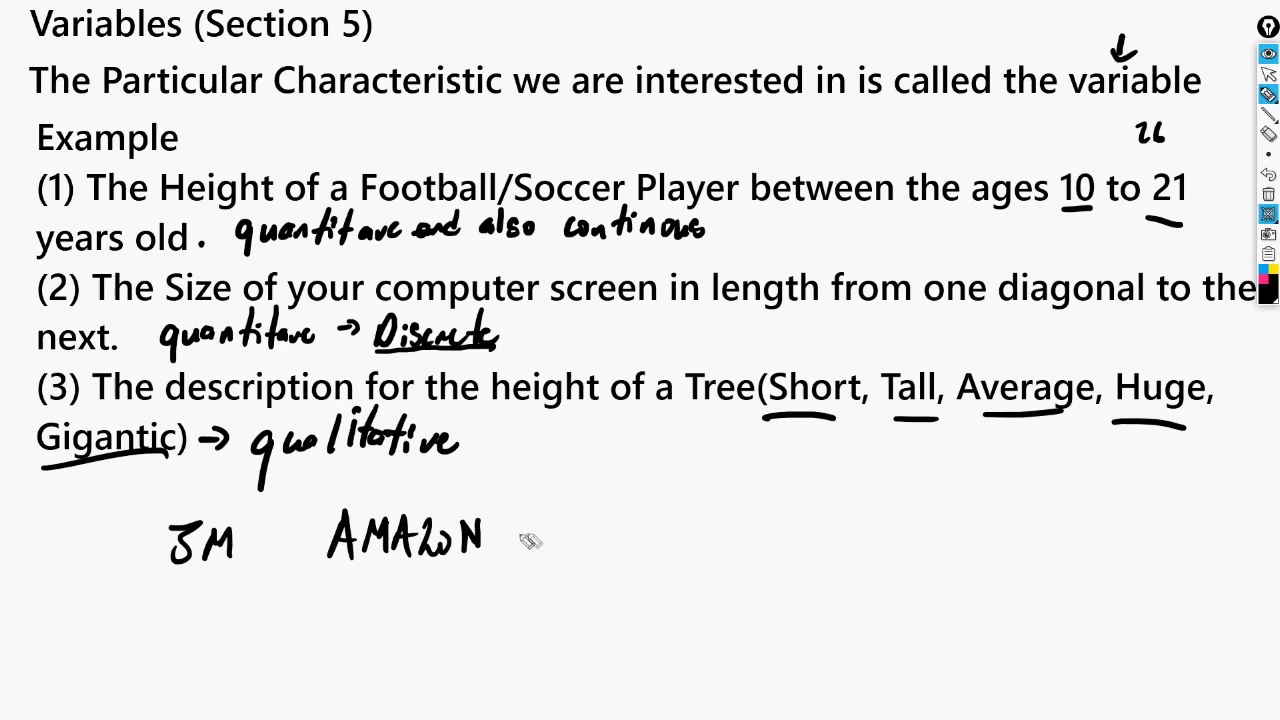 Variables (Section 5)
The Particular Characteristic we are interested in is called the variable
Example
26
(1) The Height of a Football/Soccer Player between the ages 10 to 21
years old. quantitave and also continous
(2) The Size of your computer screen in length from one diagonal to the
next. quantitave → Discrete
(3) The description for the height of a Tree(Short, Tall, Average, Huge,
Gigantic) → qualitative
3M AMAZON